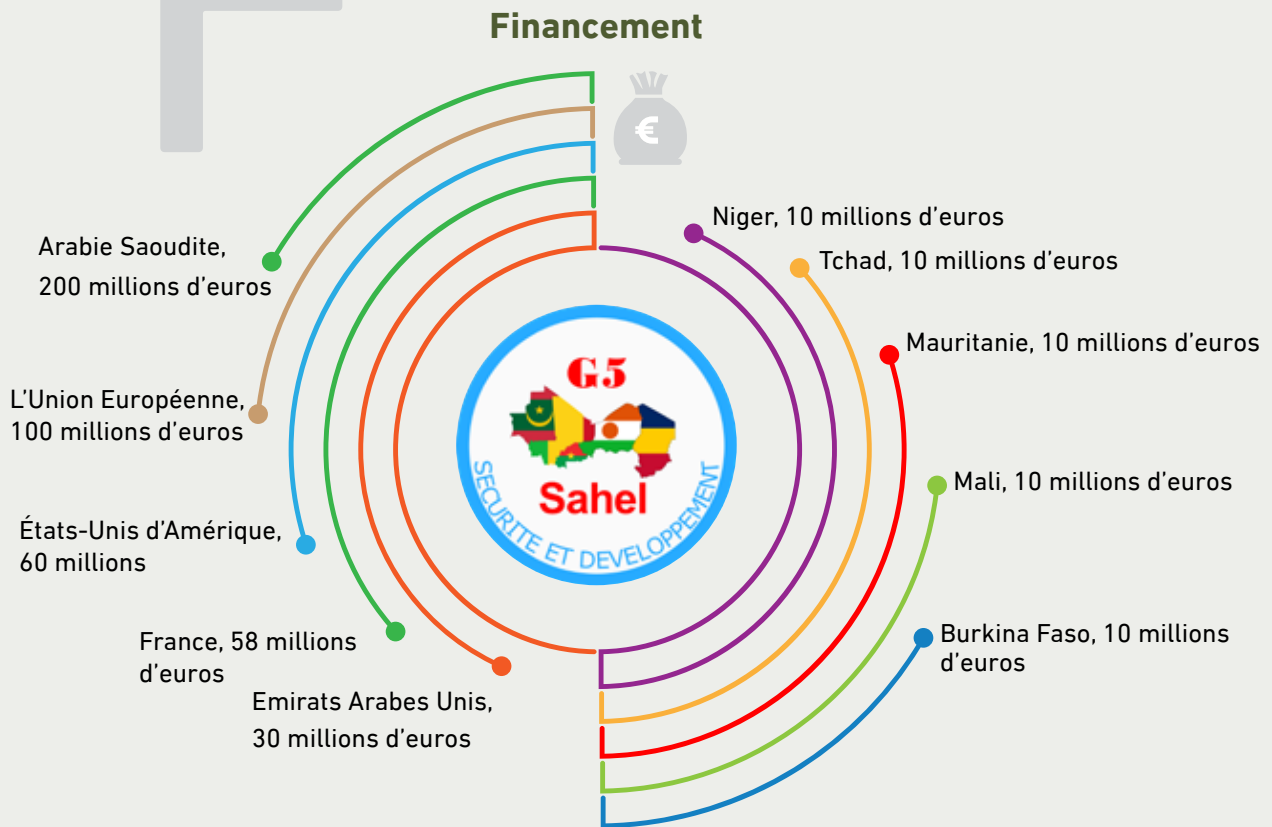 Financement
€
Arabie Saoudite,
200 millions d'euros
L'Union Européenne,
100 millions d'euros
États-Unis d'Amérique,
60 millions
France, 58 millions
d'euros
Emirats Arabes Unis,
30 millions d'euros
G5
Sahel
SECURITE ET DEVELOPPEMENT
Niger, 10 millions d'euros
Tchad, 10 millions d'euros
Mauritanie, 10 millions d'euros
Mali, 10 millions d'euros
Burkina Faso, 10 millions
d'euros